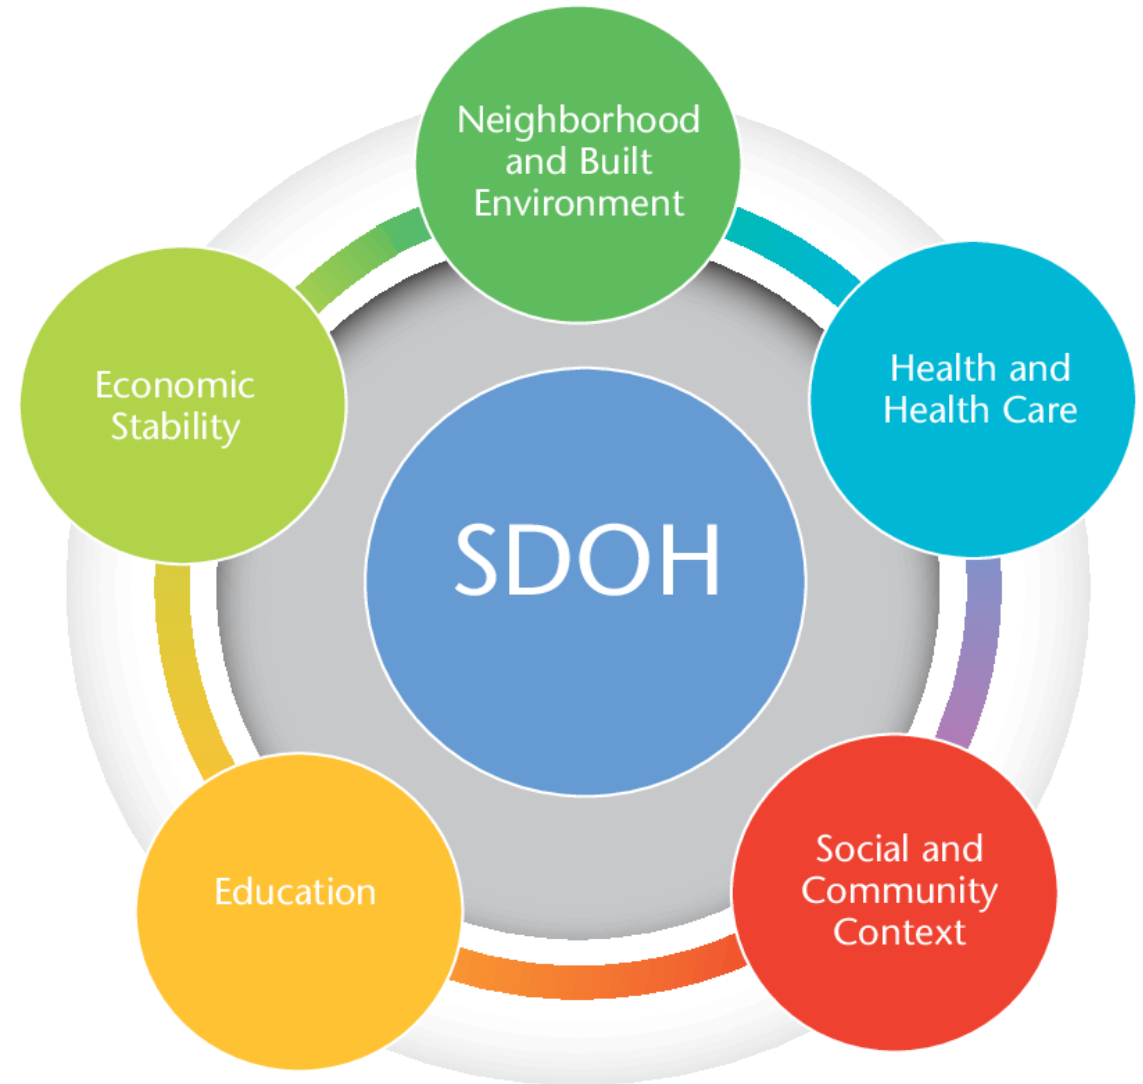 Neighborhood
and Built
Environment
Health and
Health Care
Economic
Stability
SDOH
Social and
Community
Context
Education